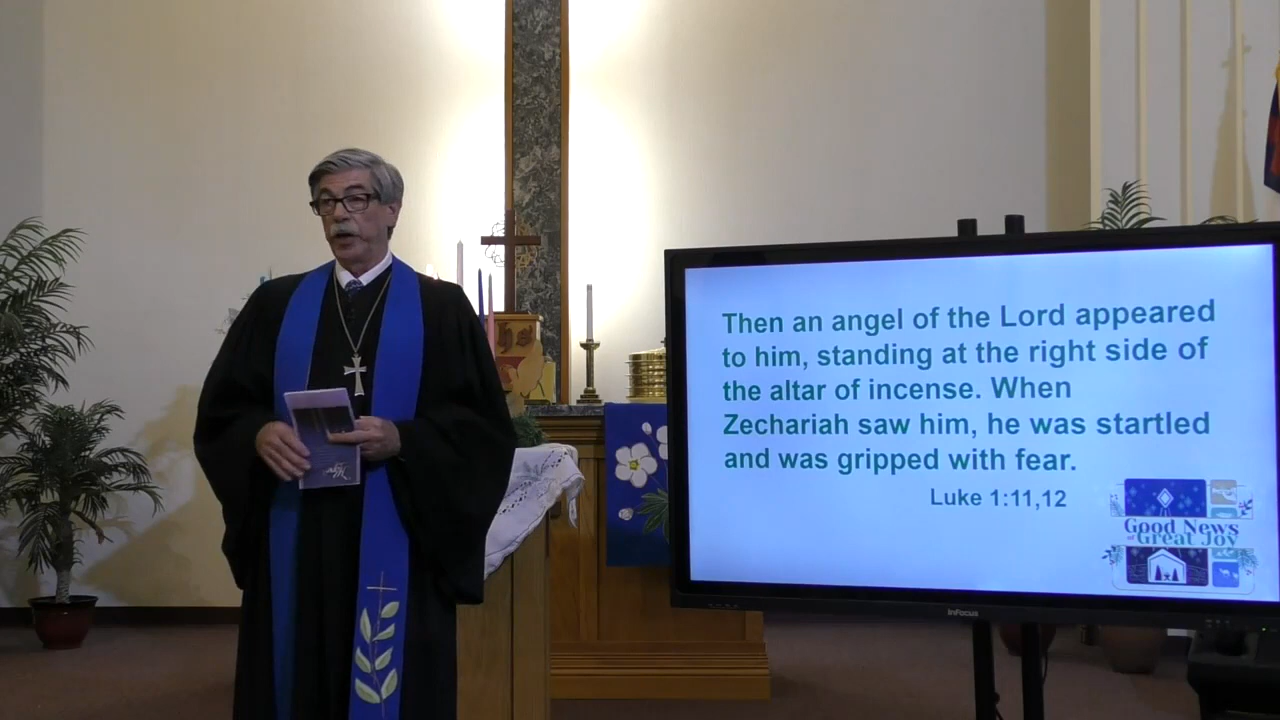 Then an angel of the Lord appeared
to him, standing at the right side of
the altar of incense. When
Zechariah saw him, he was startled
and was gripped with fear.
Luke 1:11,12
Good News
of Great Joy
InFocus